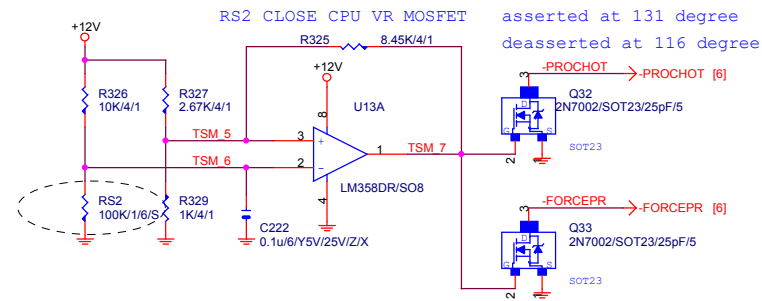 RS2 CLOSE CPU VR MOSFET asserted at 131 degree
deasserted at 116 degree
+12V
R325 8.45K/4/1
+12V
R326
10K/4/1
R327
2.67K/4/1
U13A
8
TSM_5 3 +
TSM_6 2 -
1 TSM_7
4
LM358DR/SO8
RS2
100K/1/6/S
R329
1K/4/1
C222
0.1u/6/Y5V/25V/Z/X
3 -PROCHOT -PROCHOT [6]
Q32
2N7002/SOT23/25pF/5
D
G S
SOT23
2 1
3 -FORCEPR -FORCEPR [6]
Q33
2N7002/SOT23/25pF/5
D
G S
SOT23
2 1